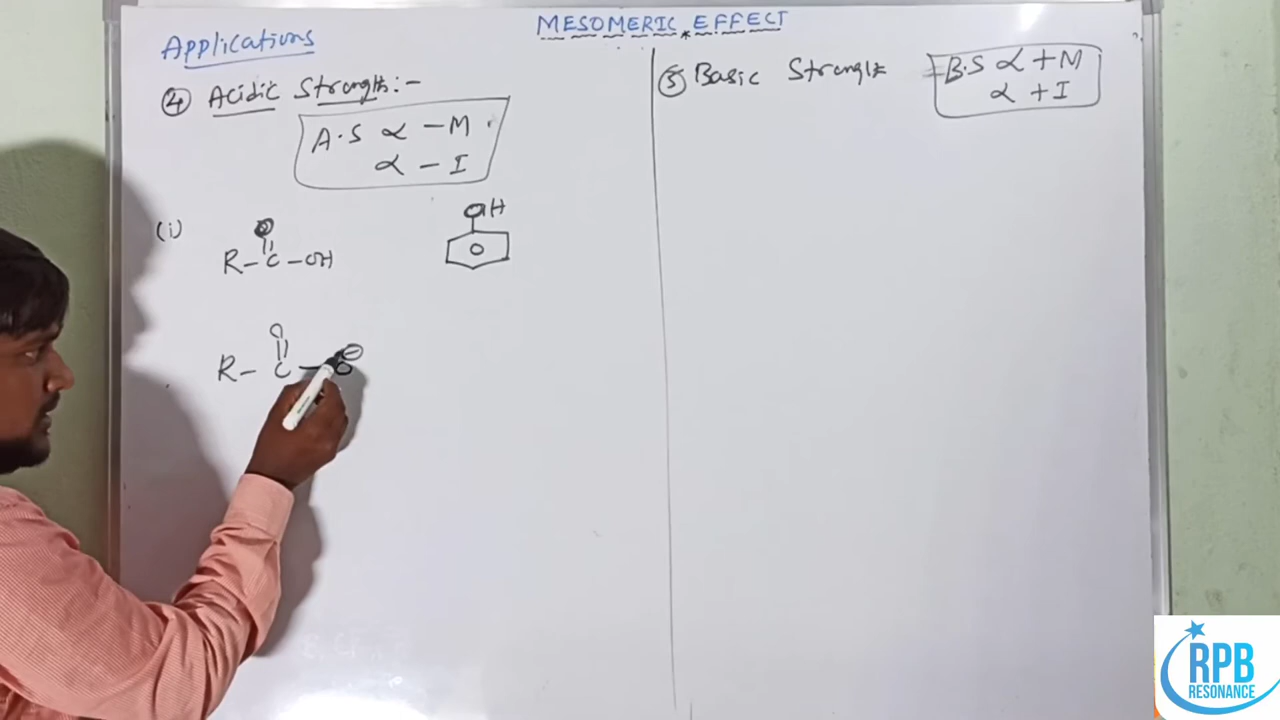 MESOMERIC EFFECT
Applications
④ Acidic Strength:-
A.S ∝ -M
∝ - I
(i)
O
R-C-OH
OH
O
R-C-O⊖
⑤ Basic Strength
B.S ∝ +M
∝ +I
RPB
RESONANCE